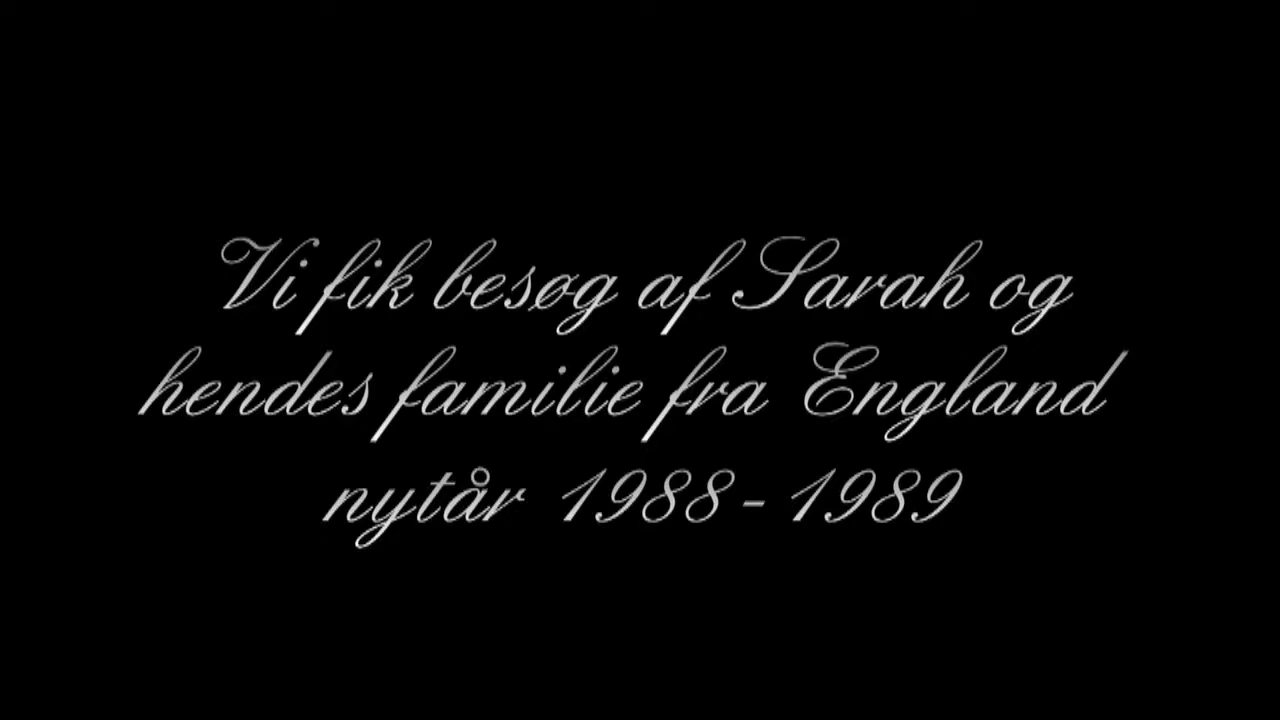 Vi fik besøg af Sarah og
hendes familie fra England
nytår 1988 - 1989